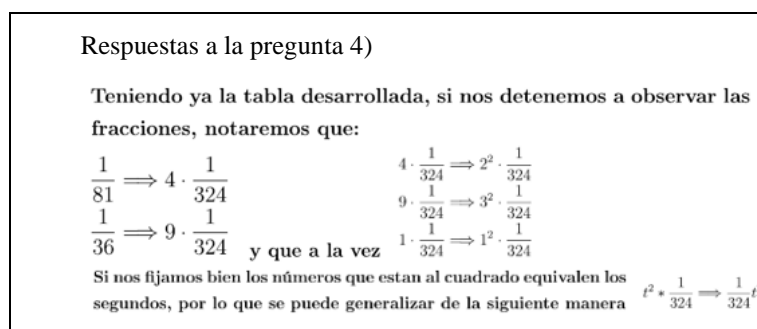 Respuestas a la pregunta 4)
Teniendo ya la tabla desarrollada, si nos detenemos a observar las
fracciones, notaremos que:
1/81 ⟹ 4 · 1/324
1/36 ⟹ 9 · 1/324 y que a la vez
4 · 1/324 ⟹ 2² · 1/324
9 · 1/324 ⟹ 3² · 1/324
1 · 1/324 ⟹ 1² · 1/324
Si nos fijamos bien los números que estan al cuadrado equivalen los
segundos, por lo que se puede generalizar de la siguiente manera
t² * 1/324 ⟹ 1/324 t